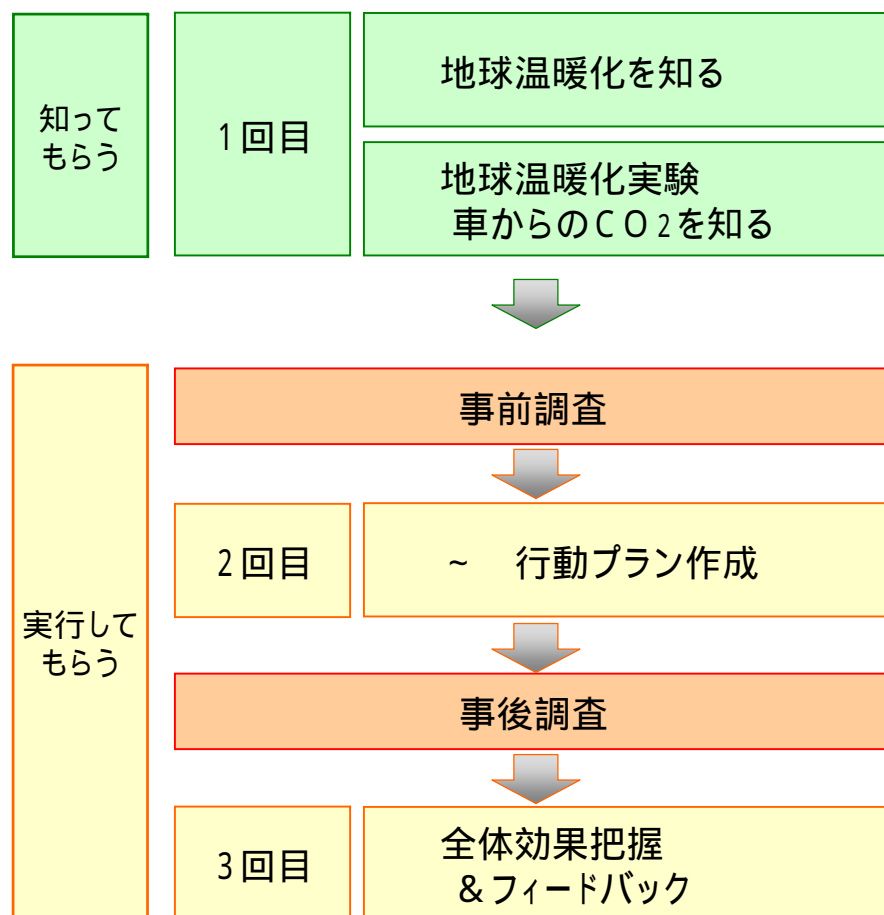 知って
もらう
1回目
地球温暖化を知る
地球温暖化実験
車からのCO2を知る
事前調査
実行して
もらう
2回目
~ 行動プラン作成
事後調査
3回目
全体効果把握
＆フィードバック